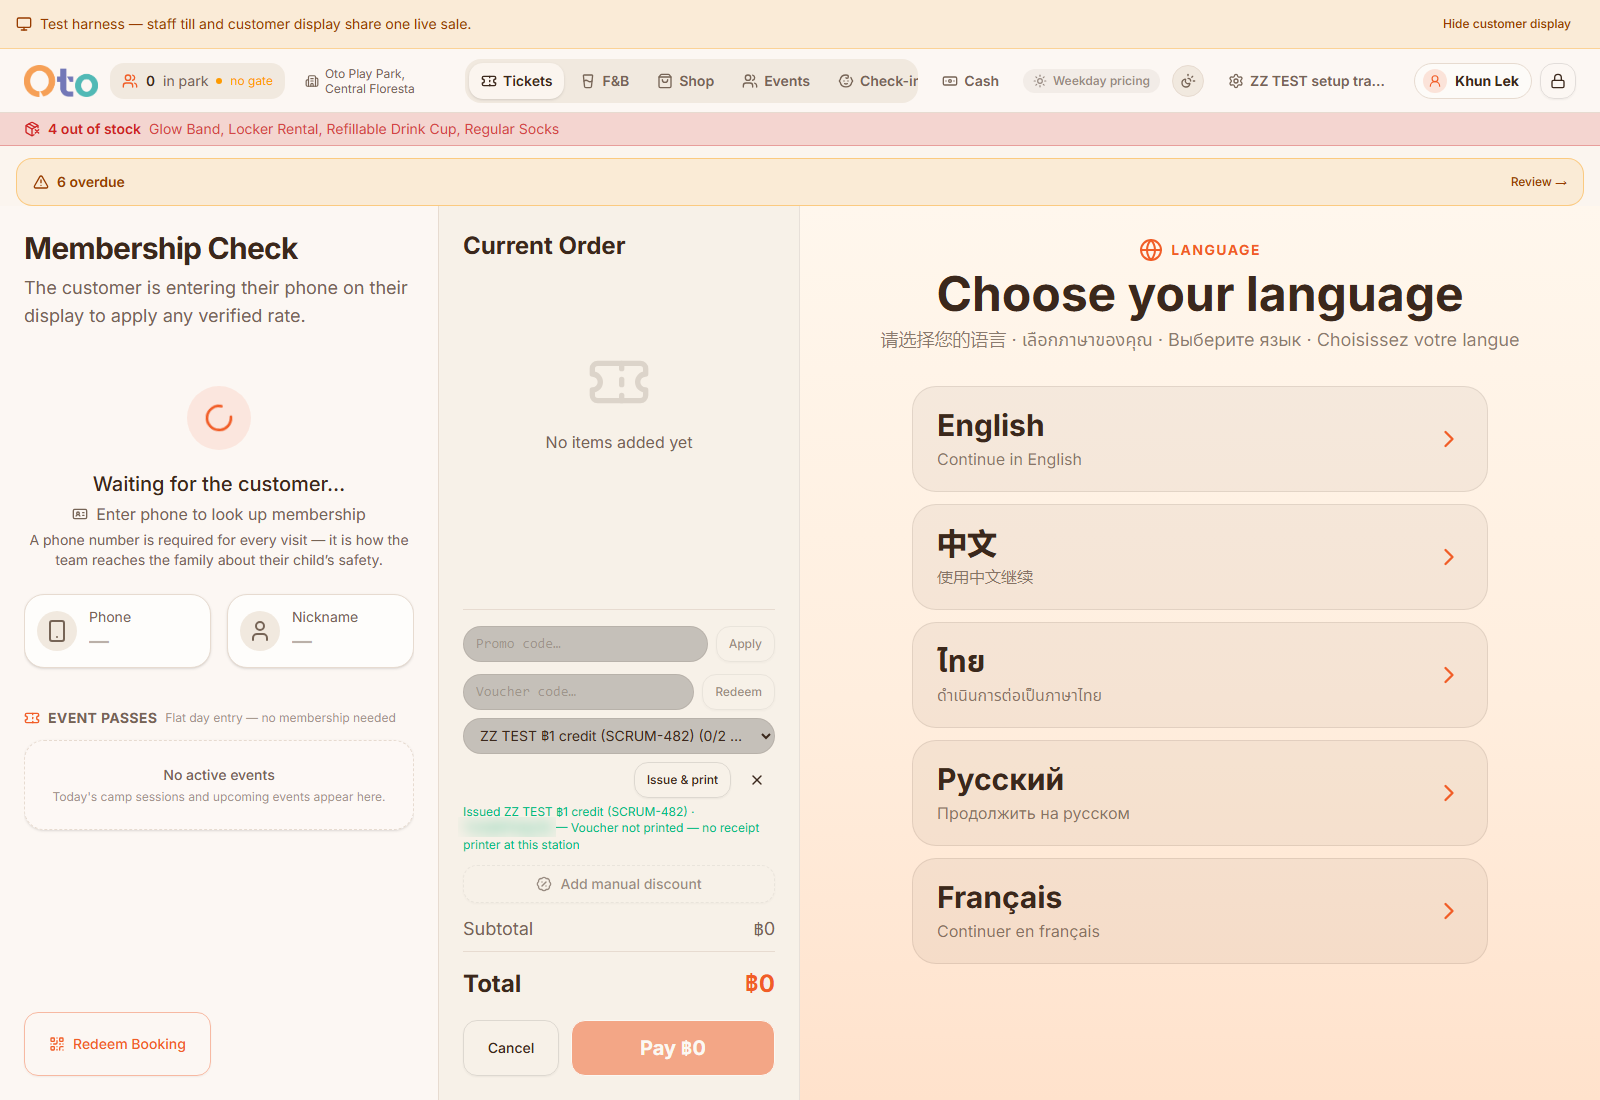 Test harness — staff till and customer display share one live sale.
Hide customer display
Oto
0 in park • no gate
Oto Play Park,
Central Floresta
Tickets
F&B
Shop
Events
Check-in
Cash
Weekday pricing
ZZ TEST setup tra...
Khun Lek
4 out of stock Glow Band, Locker Rental, Refillable Drink Cup, Regular Socks
6 overdue
Review →
Membership Check
The customer is entering their phone on their
display to apply any verified rate.
Waiting for the customer...
Enter phone to look up membership
A phone number is required for every visit — it is how the
team reaches the family about their child's safety.
Phone
—
Nickname
—
EVENT PASSES Flat day entry — no membership needed
No active events
Today's camp sessions and upcoming events appear here.
Redeem Booking
Current Order
No items added yet
Promo code…
Apply
Voucher code…
Redeem
ZZ TEST ฿1 credit (SCRUM-482) (0/2 ...
Issue & print
Issued ZZ TEST ฿1 credit (SCRUM-482) ·
— Voucher not printed — no receipt
printer at this station
Add manual discount
Subtotal ฿0
Total ฿0
Cancel
Pay ฿0
LANGUAGE
Choose your language
请选择您的语言 · เลือกภาษาของคุณ · Выберите язык · Choisissez votre langue
English
Continue in English
中文
使用中文继续
ไทย
ดำเนินการต่อเป็นภาษาไทย
Русский
Продолжить на русском
Français
Continuer en français